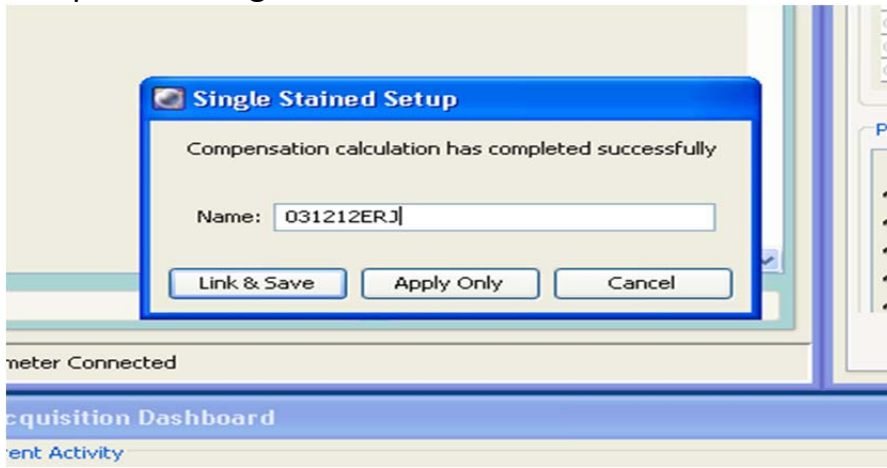 Single Stained Setup
Compensation calculation has completed successfully
Name: 031212ERJ
Link & Save Apply Only Cancel
meter Connected
cquisition Dashboard
ent Activity